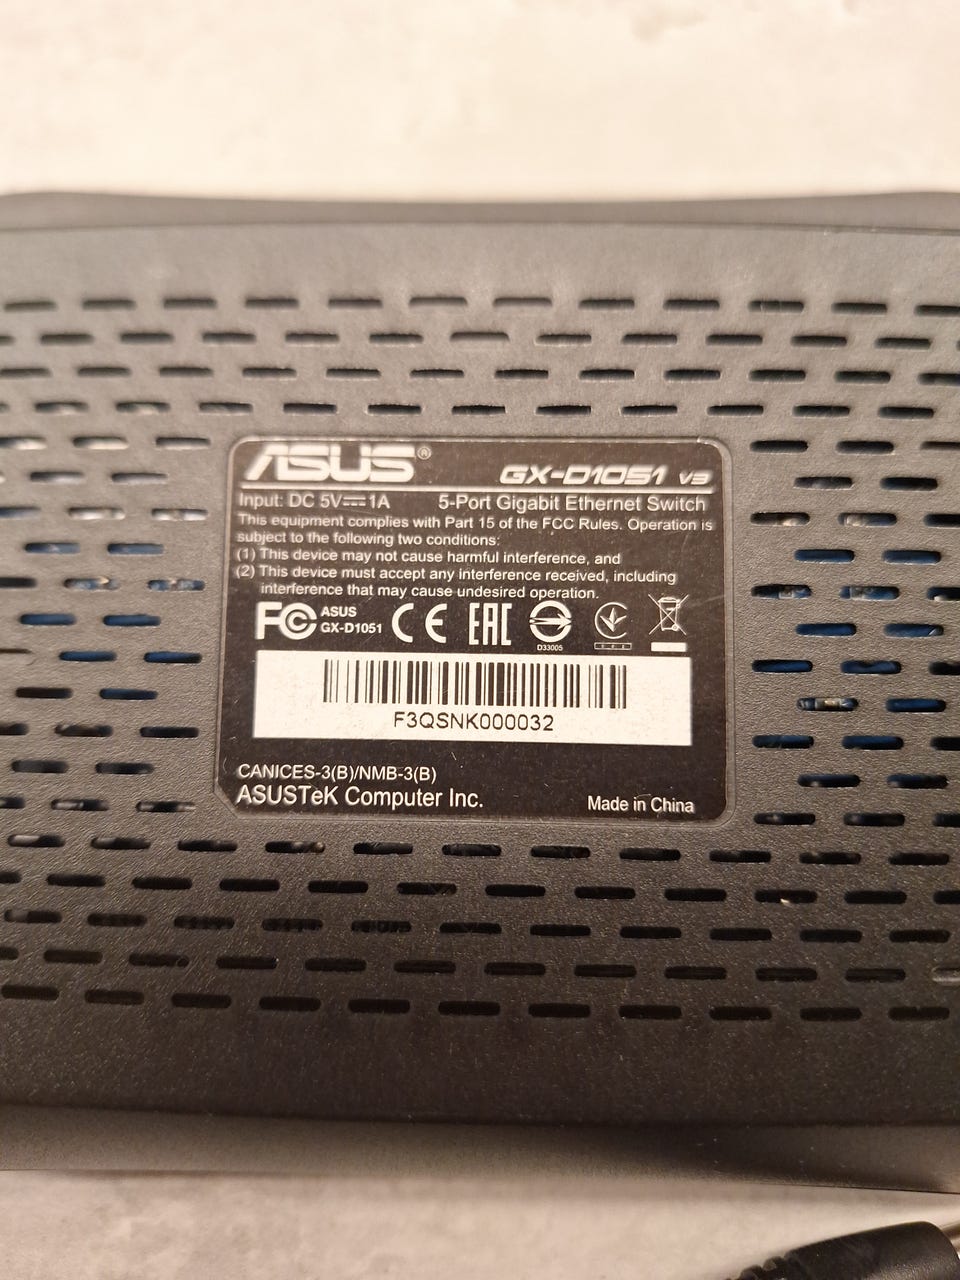 ASUS®
GX-D1051 V3
Input: DC 5V⎓1A 5-Port Gigabit Ethernet Switch
This equipment complies with Part 15 of the FCC Rules. Operation is
subject to the following two conditions:
(1) This device may not cause harmful interference, and
(2) This device must accept any interference received, including
interference that may cause undesired operation.
FC ASUS
GX-D1051 CE EAC
D33005
F3QSNK000032
CANICES-3(B)/NMB-3(B)
ASUSTeK Computer Inc. Made in China